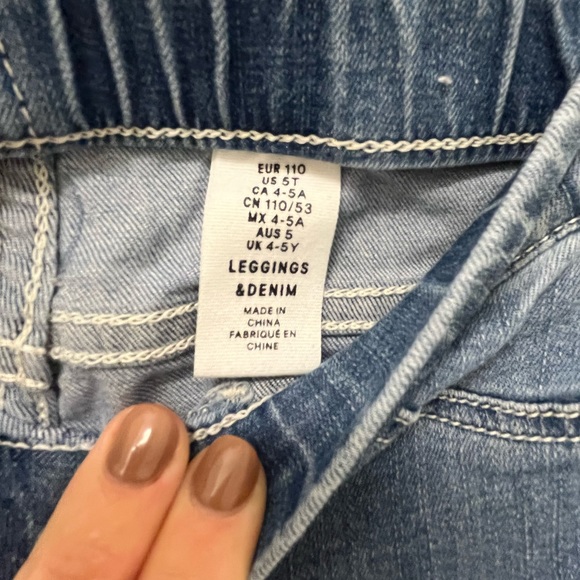 EUR 110
US 5T
CA 4-5A
CN 110/53
MX 4-5A
AUS 5
UK 4-5Y
LEGGINGS
&DENIM
MADE IN
CHINA
FABRIQUÉ EN
CHINE